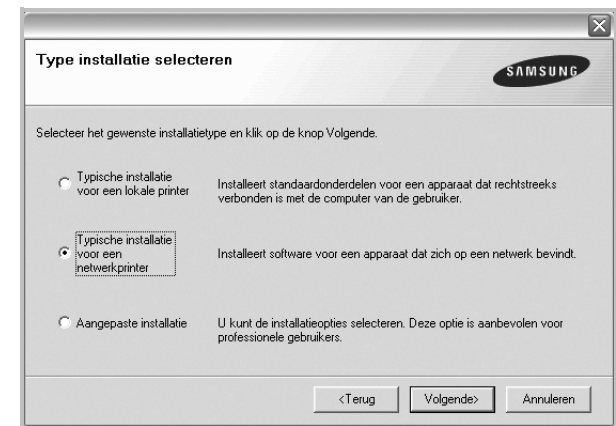 Type installatie selecteren
SAMSUNG
Selecteer het gewenste installatietype en klik op de knop Volgende.
Typische installatie
voor een lokale printer
Installeert standaardonderdelen voor een apparaat dat rechtstreeks
verbonden is met de computer van de gebruiker.
Typische installatie
voor een
netwerkprinter
Installeert software voor een apparaat dat zich op een netwerk bevindt.
Aangepaste installatie
U kunt de installatieopties selecteren. Deze optie is aanbevolen voor
professionele gebruikers.
<Terug
Volgende>
Annuleren